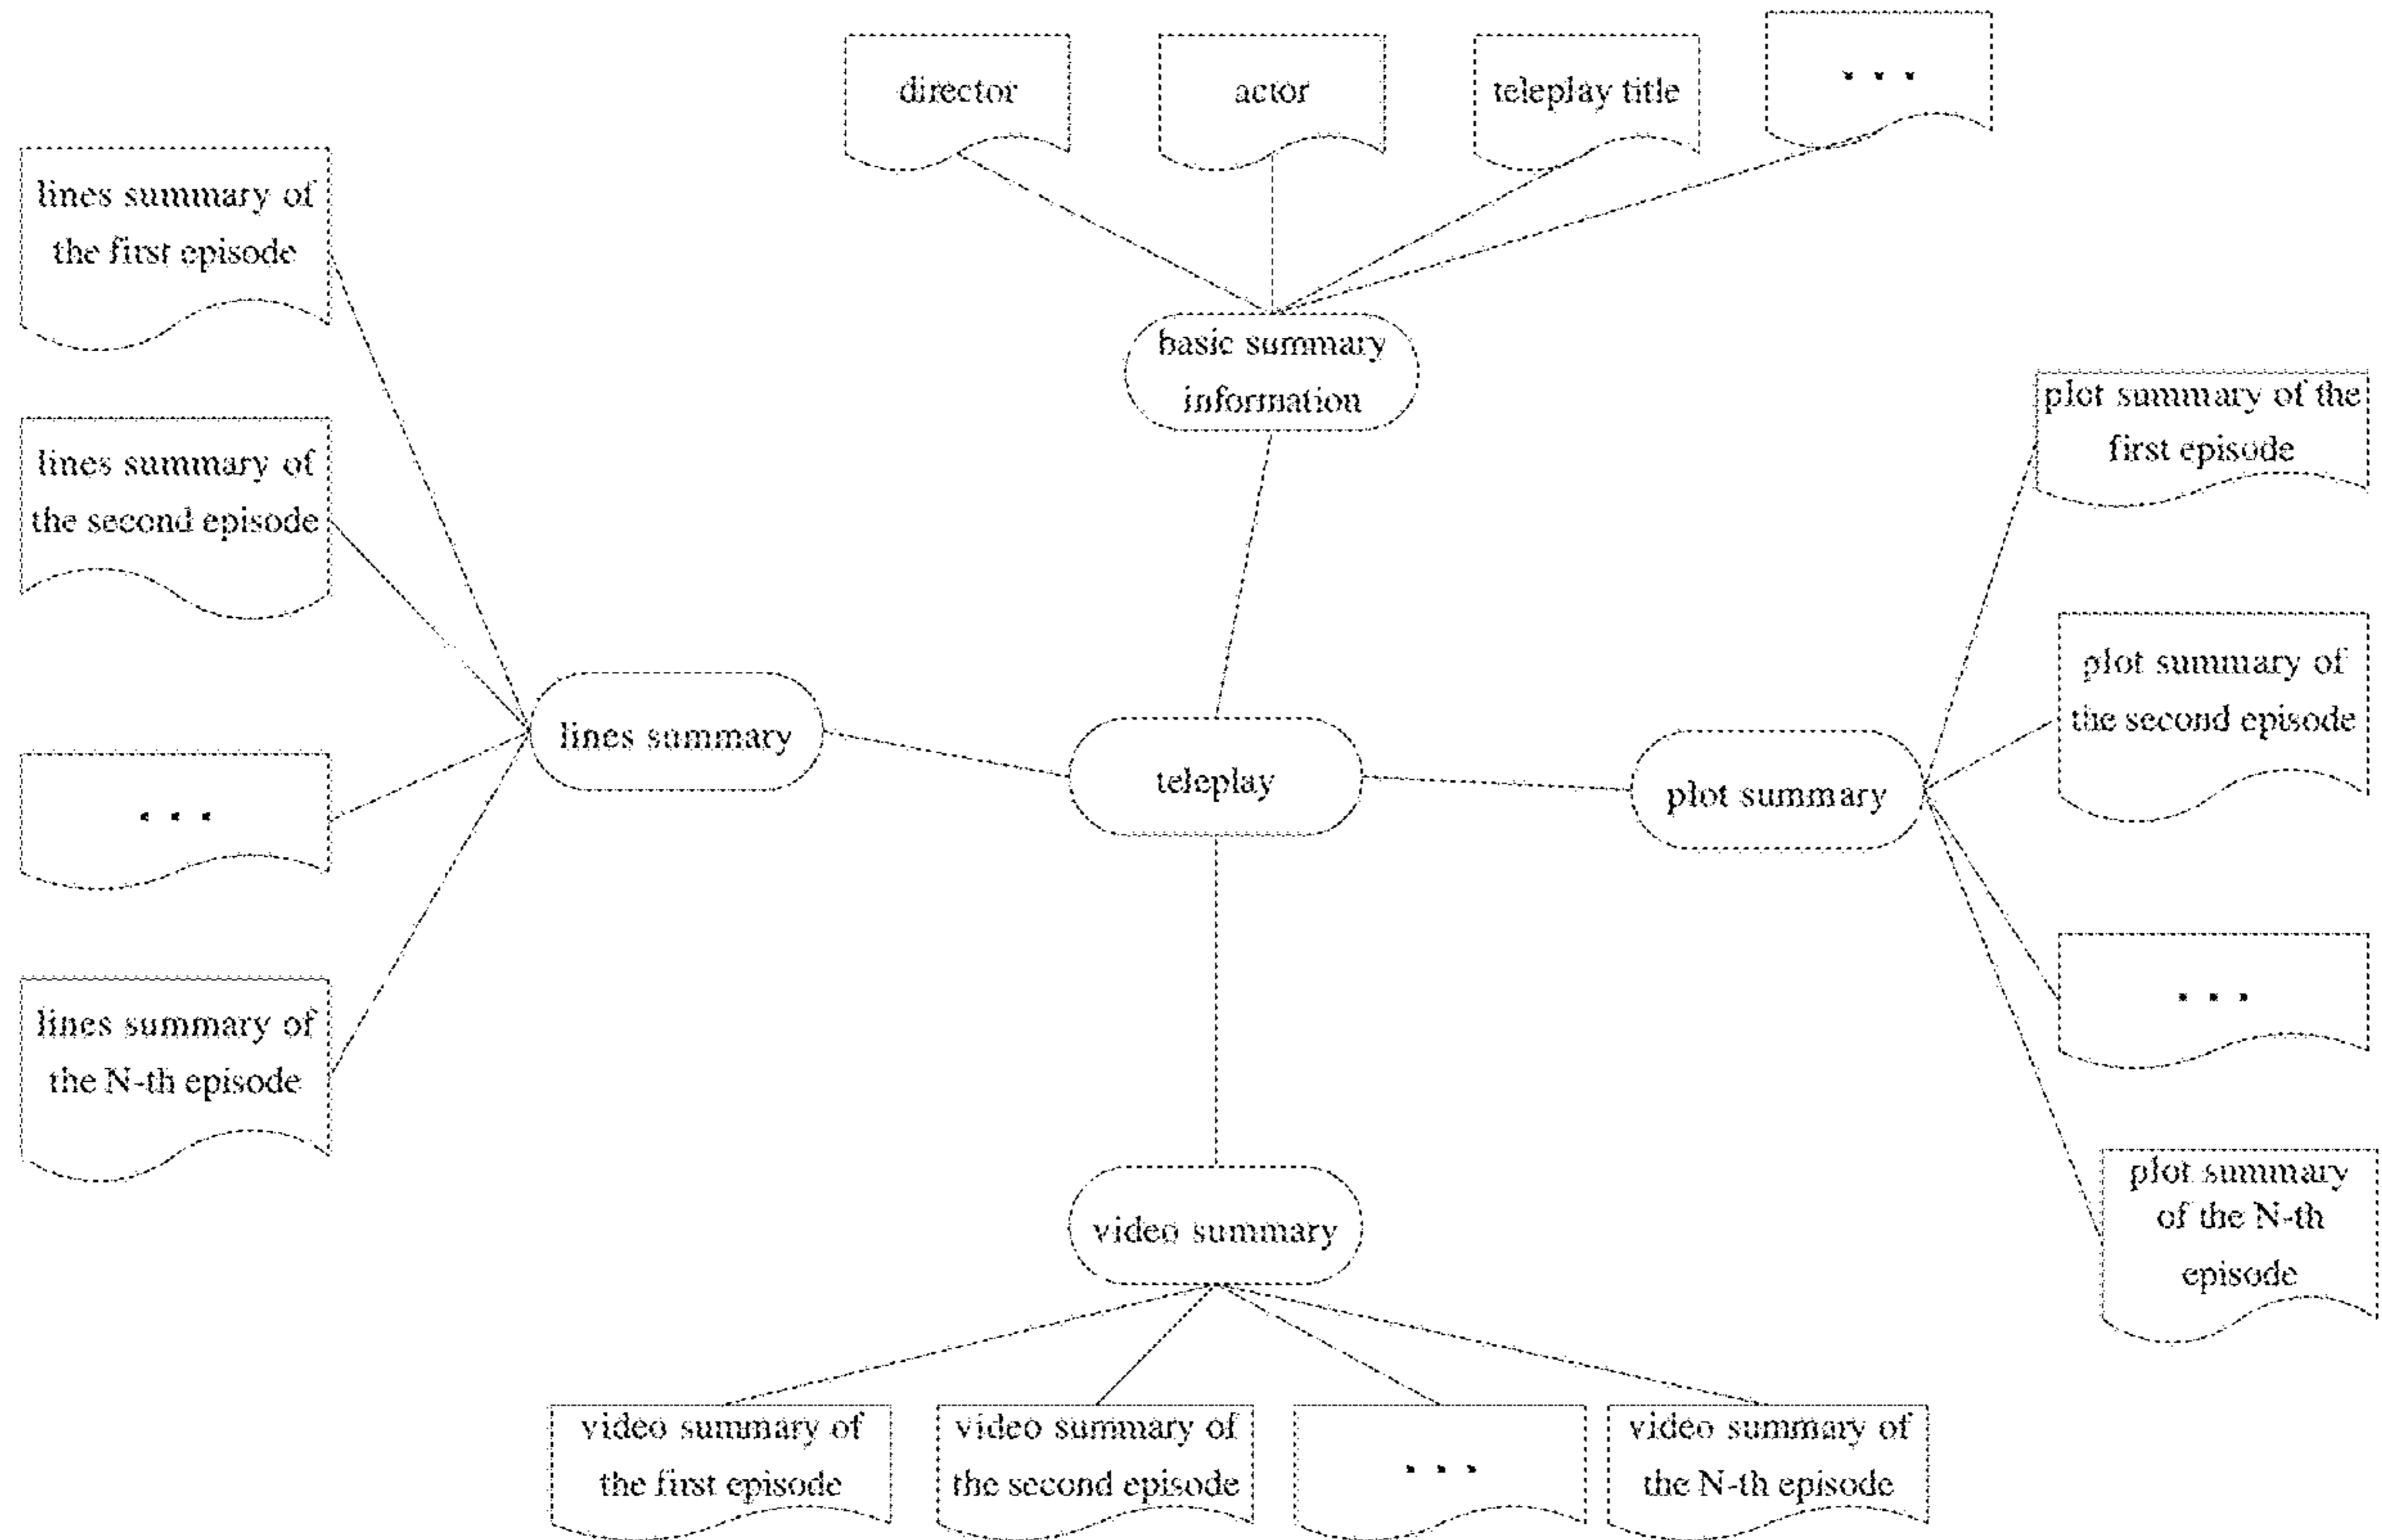 director
actor
teleplay title
...
lines summary of
the first episode
basic summary
information
plot summary of the
first episode
lines summary of
the second episode
plot summary of
the second episode
lines summary
teleplay
plot summary
...
...
lines summary of
the N-th episode
plot summary
of the N-th
episode
video summary
video summary of
the first episode
video summary of
the second episode
...
video summary of
the N-th episode